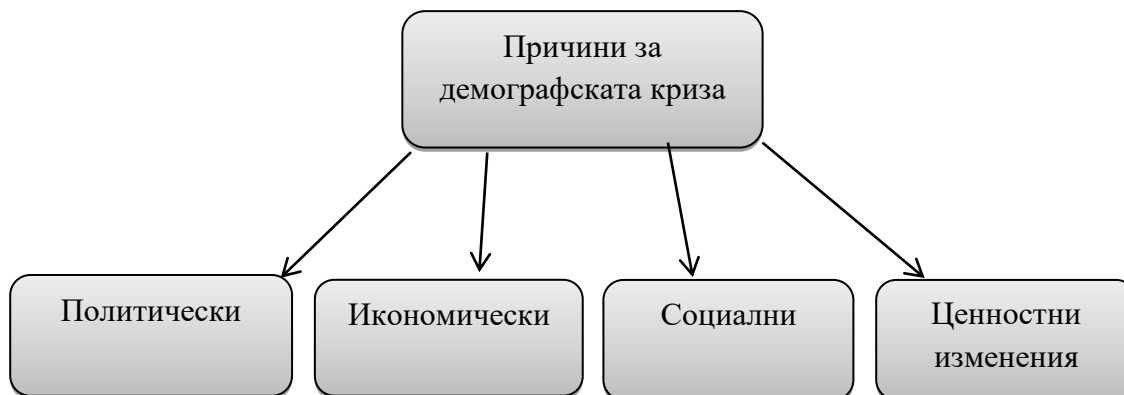 Причини за
демографската криза
Политически
Икономически
Социални
Ценностни
изменения